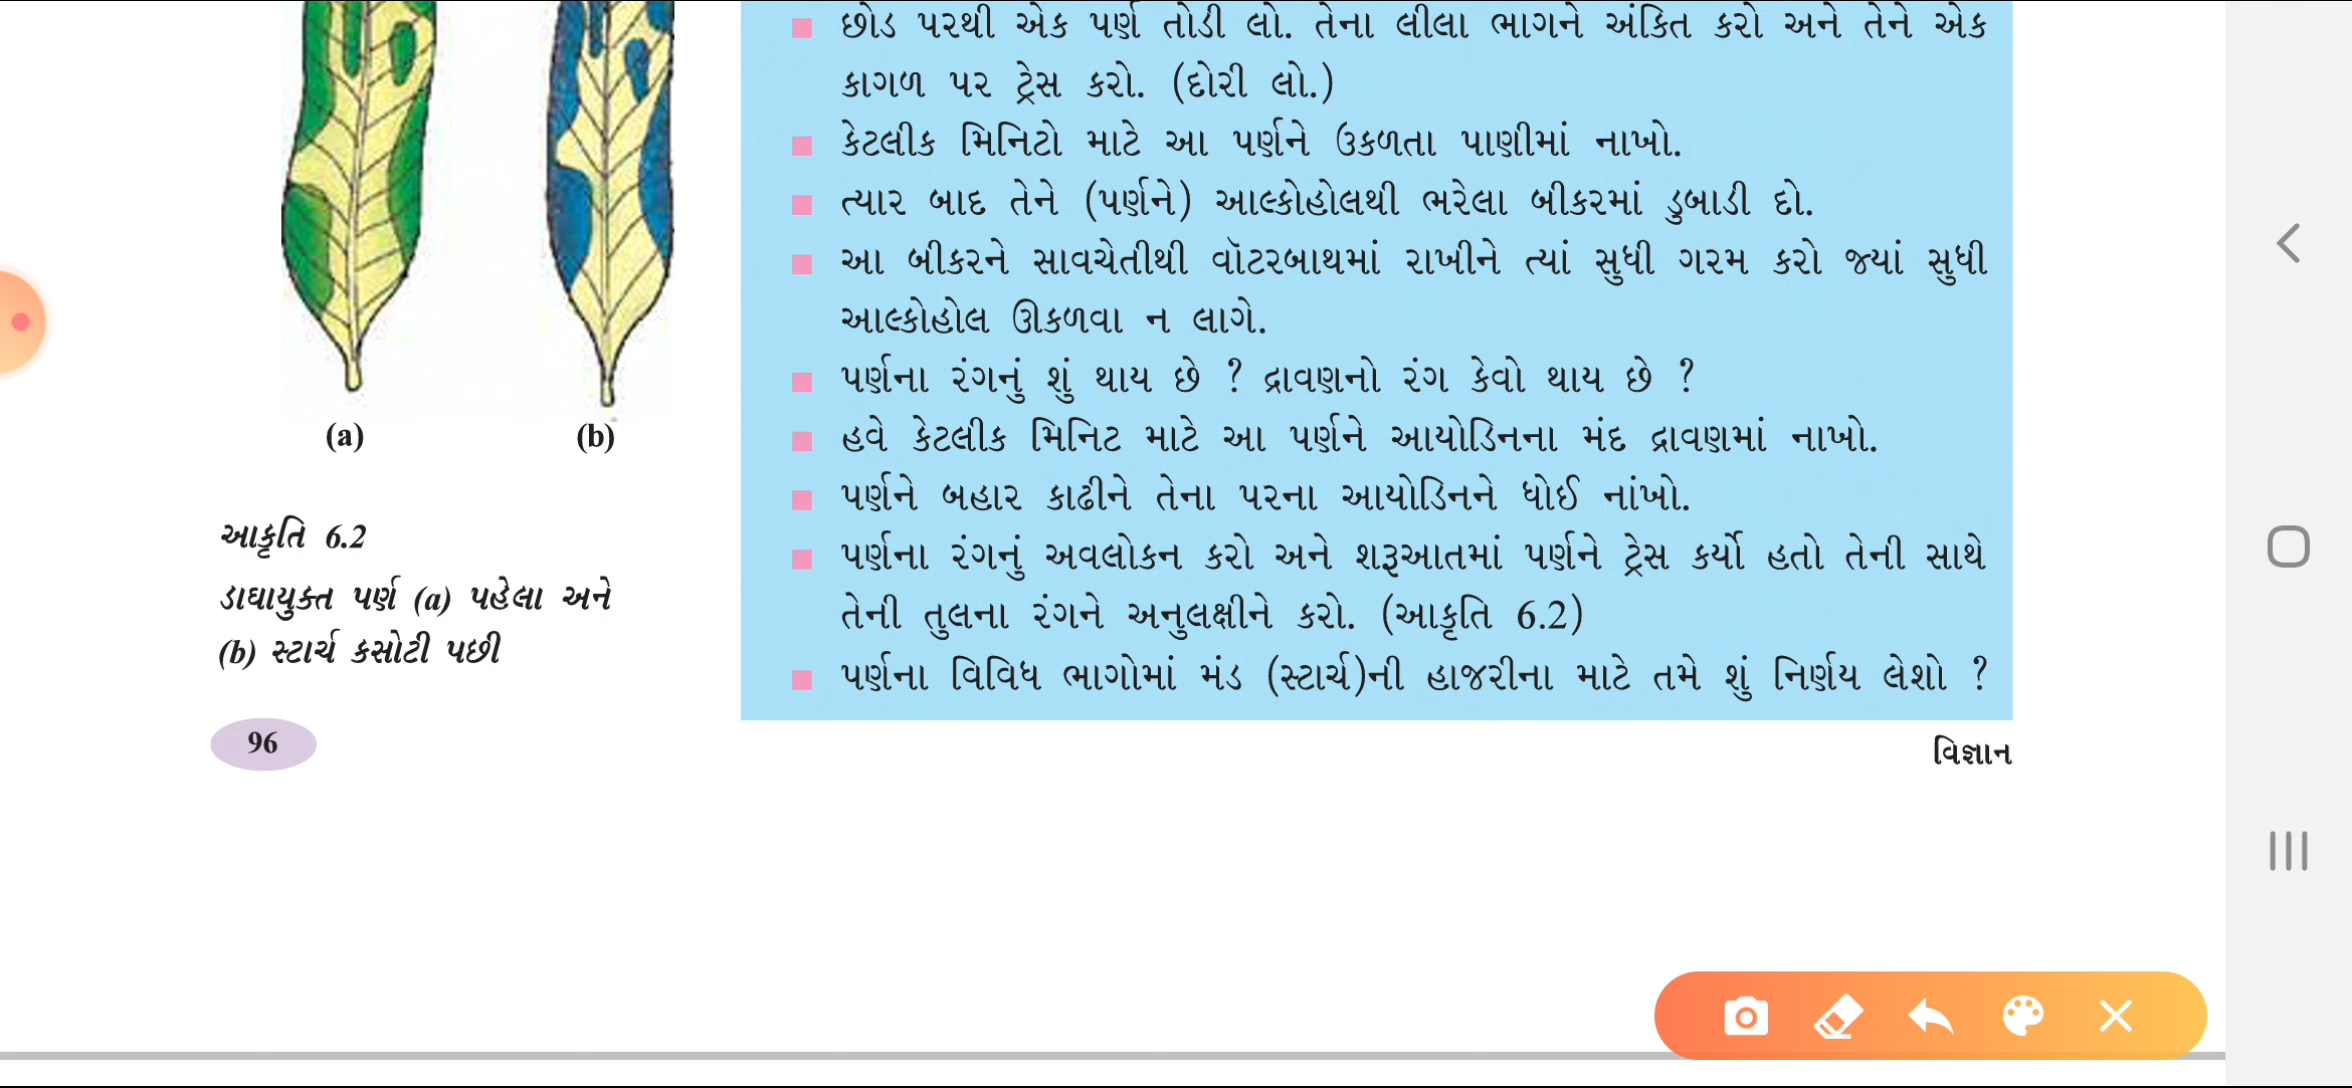 છોડ પરથી એક પર્ણ તોડી લો. તેના લીલા ભાગને અંકિત કરો અને તેને એક
કાગળ પર ટ્રેસ કરો. (દોરી લો.)
કેટલીક મિનિટો માટે આ પર્ણને ઉકળતા પાણીમાં નાખો.
ત્યાર બાદ તેને (પર્ણને) આલ્કોહોલથી ભરેલા બીકરમાં ડુબાડી દો.
આ બીકરને સાવચેતીથી વૉટરબાથમાં રાખીને ત્યાં સુધી ગરમ કરો જ્યાં સુધી
આલ્કોહોલ ઊકળવા ન લાગે.
પર્ણના રંગનું શું થાય છે ? દ્રાવણનો રંગ કેવો થાય છે ?
હવે કેટલીક મિનિટ માટે આ પર્ણને આયોડિનના મંદ દ્રાવણમાં નાખો.
પર્ણને બહાર કાઢીને તેના પરના આયોડિનને ધોઈ નાંખો.
પર્ણના રંગનું અવલોકન કરો અને શરૂઆતમાં પર્ણને ટ્રેસ કર્યો હતો તેની સાથે
તેની તુલના રંગને અનુલક્ષીને કરો. (આકૃતિ 6.2)
પર્ણના વિવિધ ભાગોમાં મંડ (સ્ટાર્ચ)ની હાજરીના માટે તમે શું નિર્ણય લેશો ?
(a)
(b)
આકૃતિ 6.2
ડાઘાયુક્ત પર્ણ (a) પહેલા અને
(b) સ્ટાર્ચ કસોટી પછી
96
વિજ્ઞાન